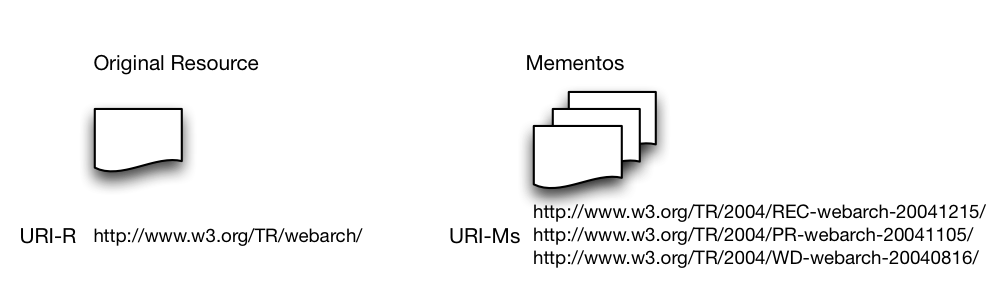 Original Resource
Mementos
URI-R http://www.w3.org/TR/webarch/
URI-Ms http://www.w3.org/TR/2004/REC-webarch-20041215/
http://www.w3.org/TR/2004/PR-webarch-20041105/
http://www.w3.org/TR/2004/WD-webarch-20040816/